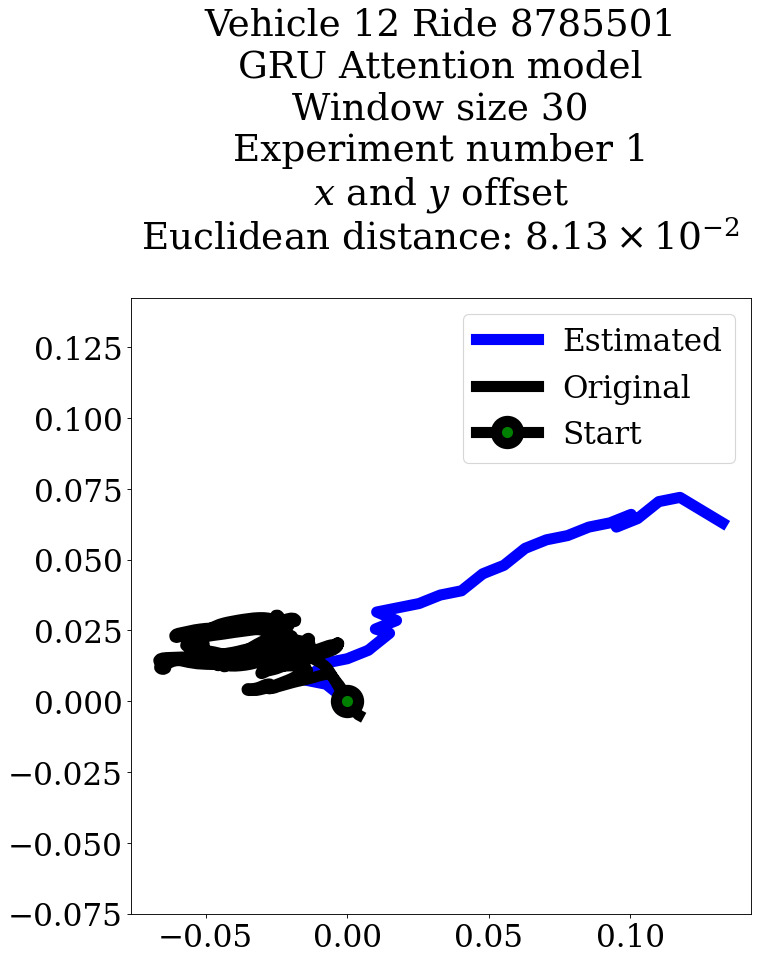 Vehicle 12 Ride 8785501
GRU Attention model
Window size 30
Experiment number 1
x and y offset
Euclidean distance: 8.13 × 10⁻²
Estimated
Original
Start
0.125
0.100
0.075
0.050
0.025
0.000
−0.025
−0.050
−0.075
−0.05 0.00 0.05 0.10